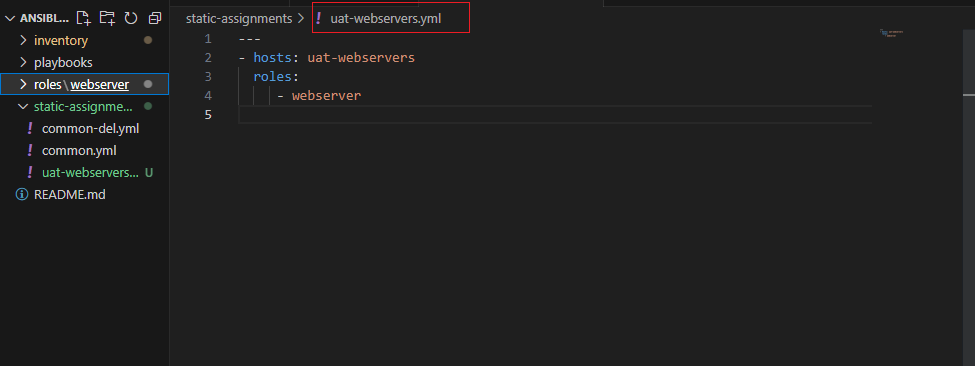 ANSIBL...
inventory
playbooks
roles\webserver
static-assignme...
common-del.yml
common.yml
uat-webservers... U
README.md
static-assignments > ! uat-webservers.yml
1 ---
2 - hosts: uat-webservers
3 roles:
4 - webserver
5